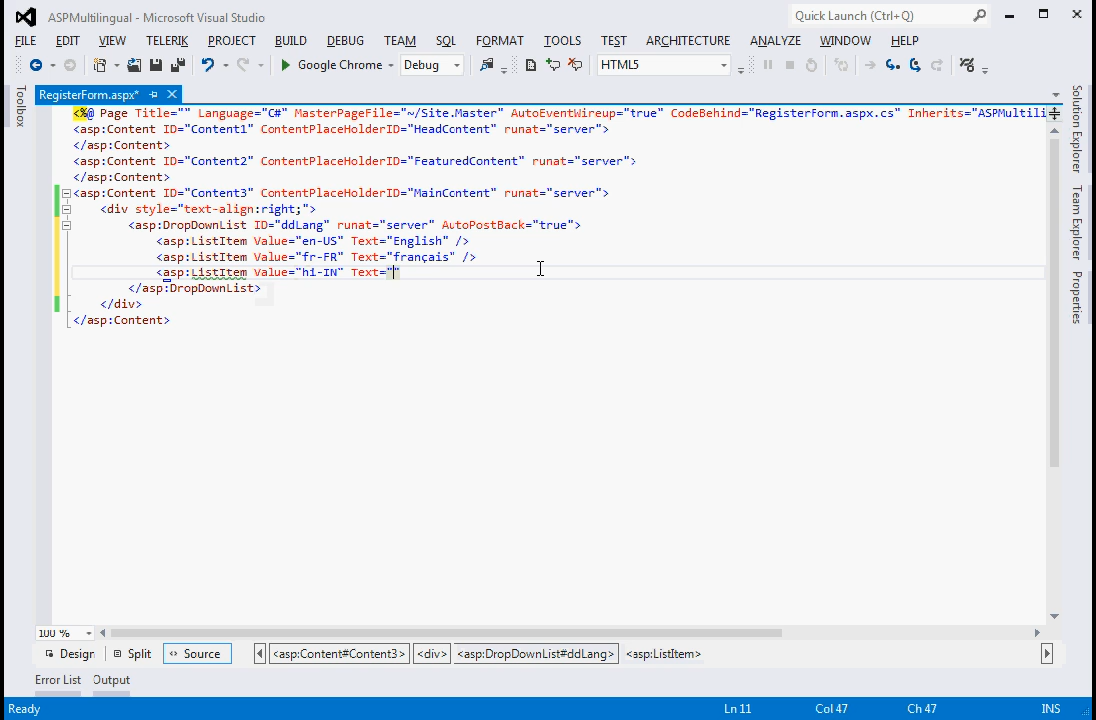 ASPMultilingual - Microsoft Visual Studio
Quick Launch (Ctrl+Q)
FILE EDIT VIEW TELERIK PROJECT BUILD DEBUG TEAM SQL FORMAT TOOLS TEST ARCHITECTURE ANALYZE WINDOW HELP
Google Chrome Debug HTML5
Toolbox
RegisterForm.aspx*
<%@ Page Title="" Language="C#" MasterPageFile="~/Site.Master" AutoEventWireup="true" CodeBehind="RegisterForm.aspx.cs" Inherits="ASPMultili
<asp:Content ID="Content1" ContentPlaceHolderID="HeadContent" runat="server">
</asp:Content>
<asp:Content ID="Content2" ContentPlaceHolderID="FeaturedContent" runat="server">
</asp:Content>
<asp:Content ID="Content3" ContentPlaceHolderID="MainContent" runat="server">
<div style="text-align:right;">
<asp:DropDownList ID="ddLang" runat="server" AutoPostBack="true">
<asp:ListItem Value="en-US" Text="English" />
<asp:ListItem Value="fr-FR" Text="français" />
<asp:ListItem Value="hi-IN" Text=""
</asp:DropDownList>
</div>
</asp:Content>
Solution Explorer
Team Explorer
Properties
100 %
Design Split Source <asp:Content#Content3> <div> <asp:DropDownList#ddLang> <asp:ListItem>
Error List Output
Ready Ln 11 Col 47 Ch 47 INS